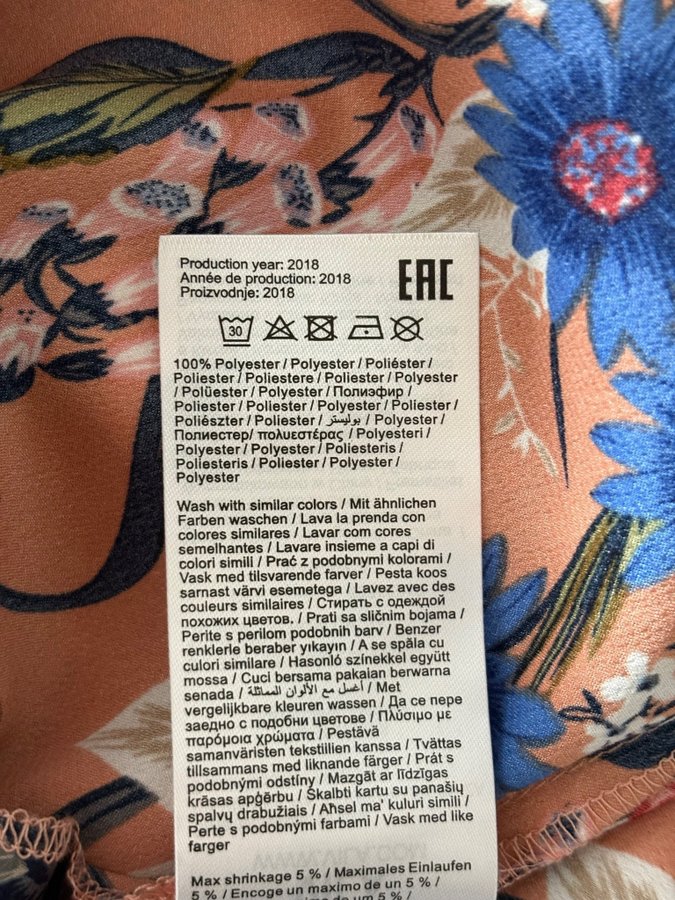 Production year: 2018
Année de production: 2018
Proizvodnje: 2018
EAC
30
100% Polyester / Polyester / Poliéster /
Poliester / Poliestere / Poliester / Polyester
/ Polüester / Polyester / Полиэфир /
Poliester / Poliester / Polyester / Polyester /
Poliészter / Poliester / بوليستر / Polyester /
Полиестер/ πολυεστέρας / Polyesteri /
Polyester / Polyester / Poliesteris /
Poliesteris / Poliester / Polyester /
Polyester
Wash with similar colors / Mit ähnlichen
Farben waschen / Lava la prenda con
colores similares / Lavar com cores
semelhantes / Lavare insieme a capi di
colori simili / Prać z podobnymi kolorami /
Vask med tilsvarende farver / Pesta koos
sarnast värvi esemetega / Lavez avec des
couleurs similaires / Стирать с одеждой
похожих цветов. / Prati sa sličnim bojama /
Perite s perilom podobnih barv / Benzer
renklerle beraber yıkayın / A se spăla cu
culori similare / Hasonló színekkel együtt
mossa / Cuci bersama pakaian berwarna
senada / أغسل مع الألوان المماثلة / Met
vergelijkbare kleuren wassen / Да се пере
заедно с подобни цветове / Πλύσιμο με
παρόμοια χρώματα / Pestävä
samanväristen tekstiilien kanssa / Tvättas
tillsammans med liknande färger / Prát s
podobnými odstíny / Mazgāt ar līdzīgas
krāsas apģērbu / Skalbti kartu su panašių
spalvų drabužiais / Aħsel ma' kuluri simili /
Perte s podobnými farbami / Vask med like
farger
Max shrinkage 5 % / Maximales Einlaufen
5 % / Encoge un maximo de un 5 % /
de um 5 % /